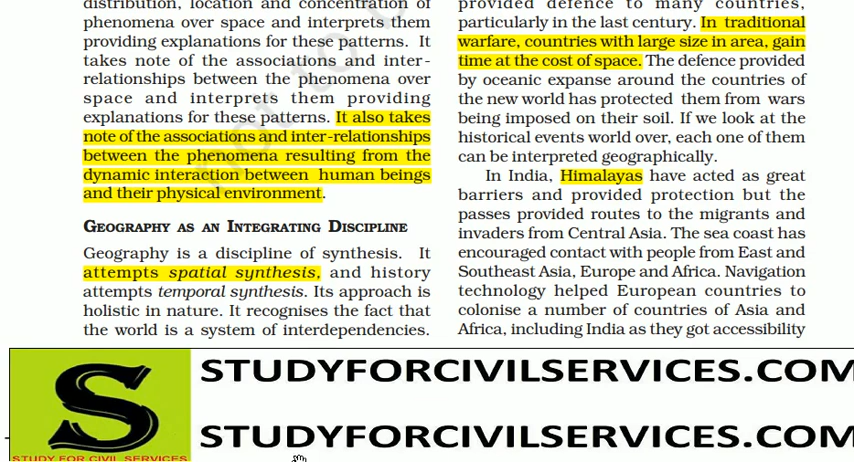 distribution, location and concentration of
phenomena over space and interprets them
providing explanations for these patterns. It
takes note of the associations and inter-
relationships between the phenomena over
space and interprets them providing
explanations for these patterns. It also takes
note of the associations and inter-relationships
between the phenomena resulting from the
dynamic interaction between human beings
and their physical environment.
GEOGRAPHY AS AN INTEGRATING DISCIPLINE
Geography is a discipline of synthesis. It
attempts spatial synthesis, and history
attempts temporal synthesis. Its approach is
holistic in nature. It recognises the fact that
the world is a system of interdependencies.
provided defence to many countries,
particularly in the last century. In traditional
warfare, countries with large size in area, gain
time at the cost of space. The defence provided
by oceanic expanse around the countries of
the new world has protected them from wars
being imposed on their soil. If we look at the
historical events world over, each one of them
can be interpreted geographically.
In India, Himalayas have acted as great
barriers and provided protection but the
passes provided routes to the migrants and
invaders from Central Asia. The sea coast has
encouraged contact with people from East and
Southeast Asia, Europe and Africa. Navigation
technology helped European countries to
colonise a number of countries of Asia and
Africa, including India as they got accessibility
S
STUDY FOR CIVIL SERVICES
STUDYFORCIVILSERVICES.COM
STUDYFORCIVILSERVICES.COM